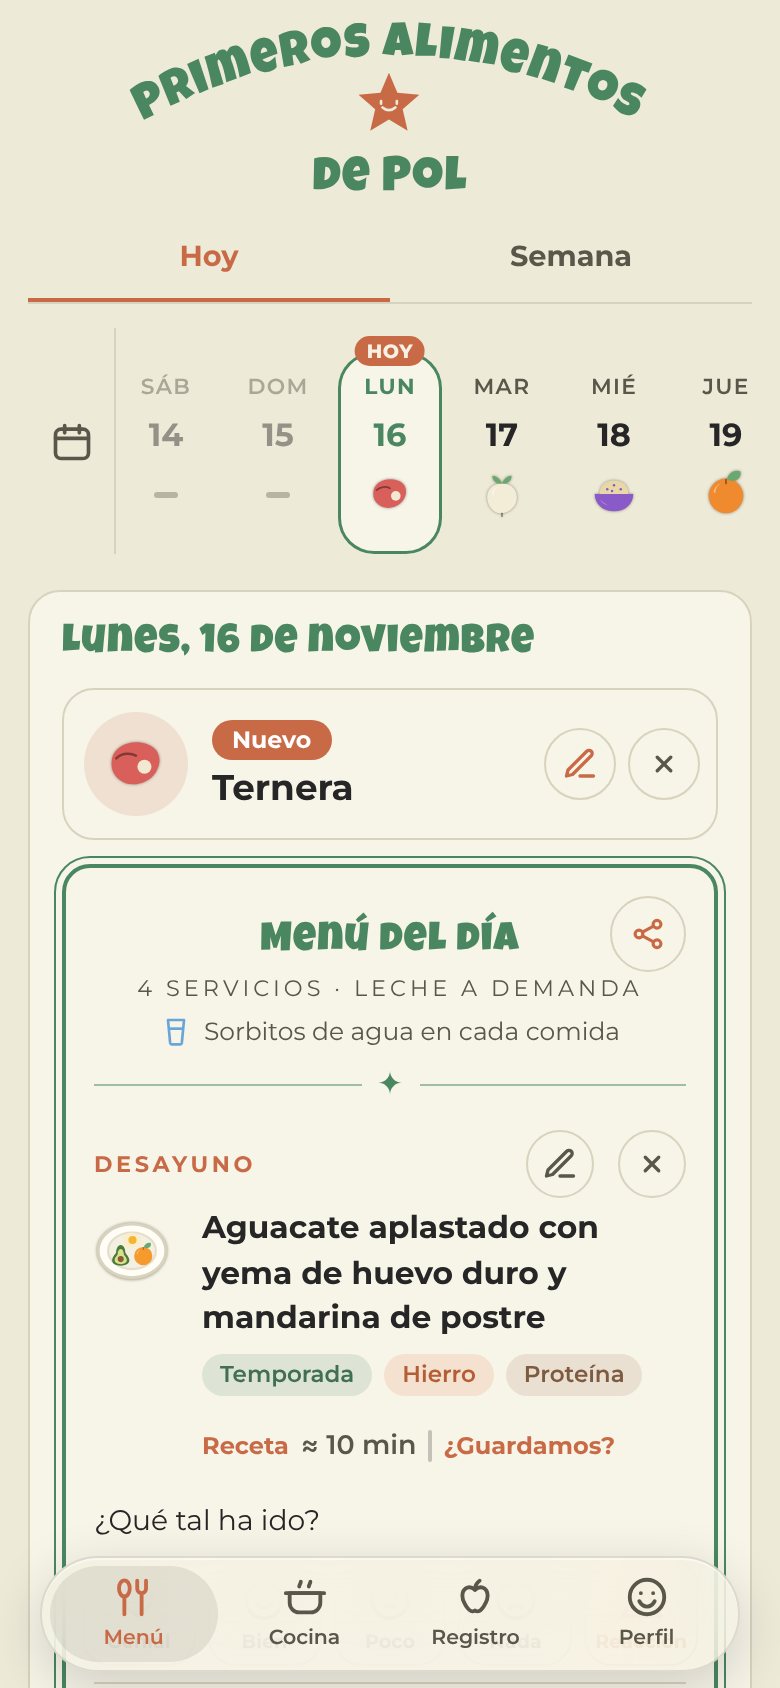 PRIMEROS ALIMENTOS
DE POL
Hoy
Semana
HOY
SÁB
DOM
LUN
MAR
MIÉ
JUE
14
15
16
17
18
19
Lunes, 16 de noviembre
Nuevo
Ternera
Menú del día
4 SERVICIOS · LECHE A DEMANDA
Sorbitos de agua en cada comida
DESAYUNO
Aguacate aplastado con
yema de huevo duro y
mandarina de postre
Temporada
Hierro
Proteína
Receta ≈ 10 min | ¿Guardamos?
¿Qué tal ha ido?
Poco
Menú
Cocina
Registro
Perfil